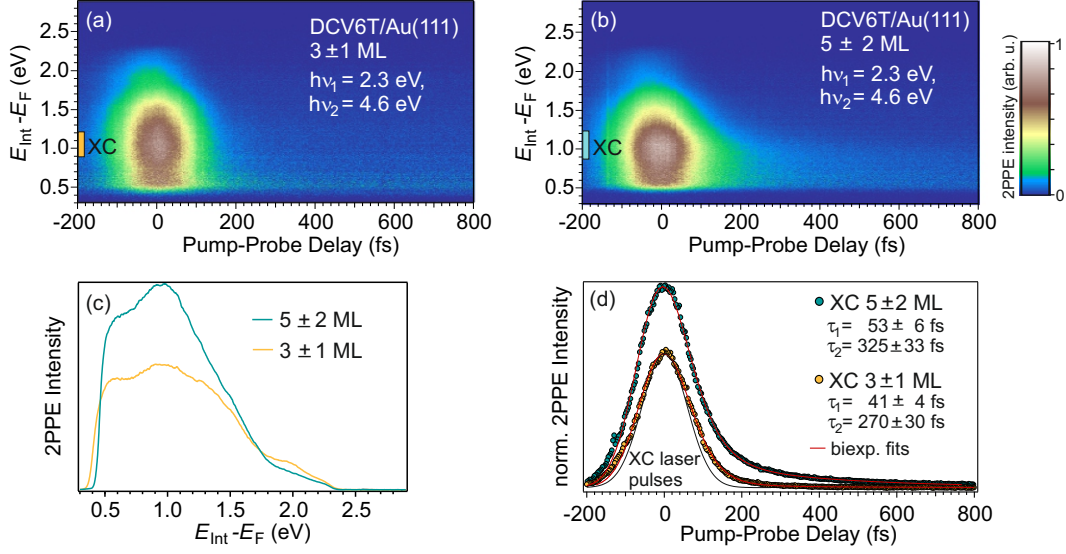 (a)
DCV6T/Au(111)
3 ±1 ML
hν1 = 2.3 eV,
hν2 = 4.6 eV
XC
E_Int -E_F (eV)
2.5
2.0
1.5
1.0
0.5
-200 0 200 400 600 800
Pump-Probe Delay (fs)
(b)
DCV6T/Au(111)
5 ± 2 ML
hν1 = 2.3 eV,
hν2 = 4.6 eV
XC
E_Int -E_F (eV)
2.5
2.0
1.5
1.0
0.5
-200 0 200 400 600 800
Pump-Probe Delay (fs)
1
0
2PPE intensity (arb. u.)
(c)
5 ± 2 ML
3 ± 1 ML
2PPE Intensity
0.5 1.0 1.5 2.0 2.5
E_Int -E_F (eV)
(d)
XC 5±2 ML
τ1= 53± 6 fs
τ2= 325±33 fs
XC 3±1 ML
τ1= 41± 4 fs
τ2= 270±30 fs
biexp. fits
XC laser
pulses
norm. 2PPE Intensity
-200 0 200 400 600 800
Pump-Probe Delay (fs)